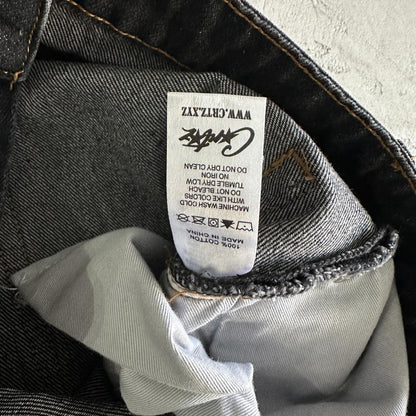 100% COTTON
MADE IN CHINA
MACHINE WASH COLD
WITH LIKE COLORS
DO NOT BLEACH
TUMBLE DRY LOW
NO IRON
DO NOT DRY CLEAN
Crtz
WWW.CRTZ.XYZ